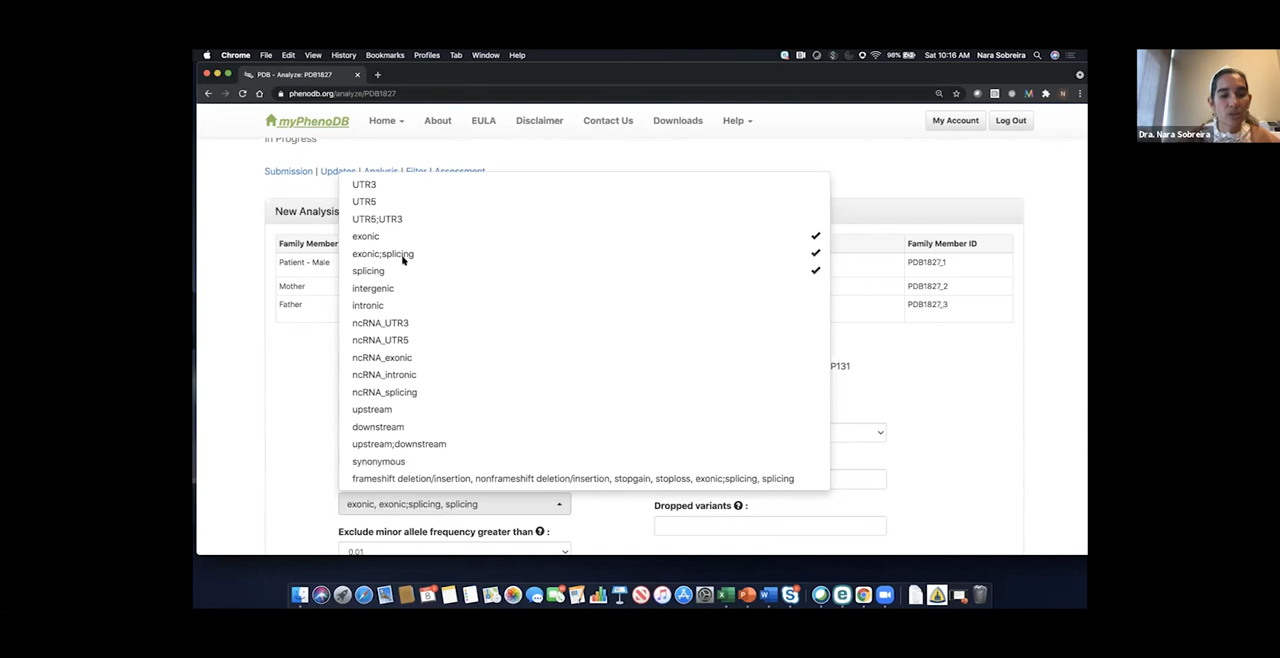 Chrome File Edit View History Bookmarks Profiles Tab Window Help 98% Sat 10:16 AM Nara Sobreira
PDB - Analyze: PDB1827
phenodb.org/analyze/PDB1827
myPhenoDB Home About EULA Disclaimer Contact Us Downloads Help My Account Log Out
In Progress
Submission | Updates | Analysis | Filter | Assessment
New Analysis
Family Member Family Member ID
Patient - Male PDB1827_1
Mother PDB1827_2
Father PDB1827_3
UTR3
UTR5
UTR5;UTR3
exonic
exonic;splicing
splicing
intergenic
intronic
ncRNA_UTR3
ncRNA_UTR5
ncRNA_exonic
ncRNA_intronic
ncRNA_splicing
upstream
downstream
upstream;downstream
synonymous
frameshift deletion/insertion, nonframeshift deletion/insertion, stopgain, stoploss, exonic;splicing, splicing
P131
exonic, exonic;splicing, splicing
Dropped variants ? :
Exclude minor allele frequency greater than ? :
0.01
Dra. Nara Sobreira